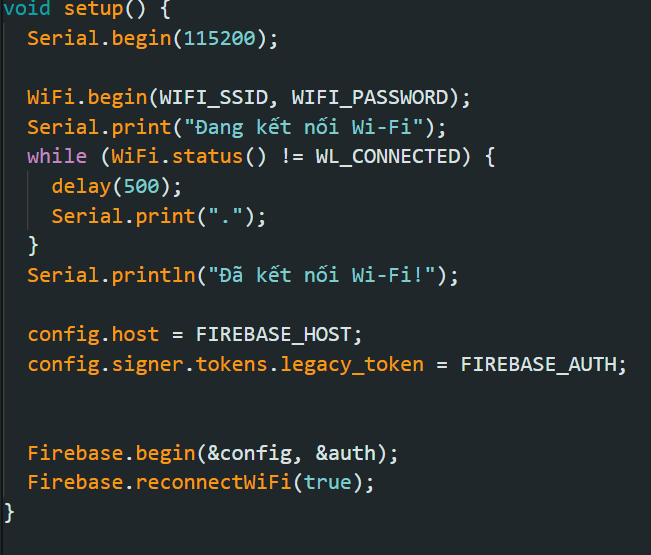 void setup() {
  Serial.begin(115200);

  WiFi.begin(WIFI_SSID, WIFI_PASSWORD);
  Serial.print("Đang kết nối Wi-Fi");
  while (WiFi.status() != WL_CONNECTED) {
    delay(500);
    Serial.print(".");
  }
  Serial.println("Đã kết nối Wi-Fi!");

  config.host = FIREBASE_HOST;
  config.signer.tokens.legacy_token = FIREBASE_AUTH;


  Firebase.begin(&config, &auth);
  Firebase.reconnectWiFi(true);
}